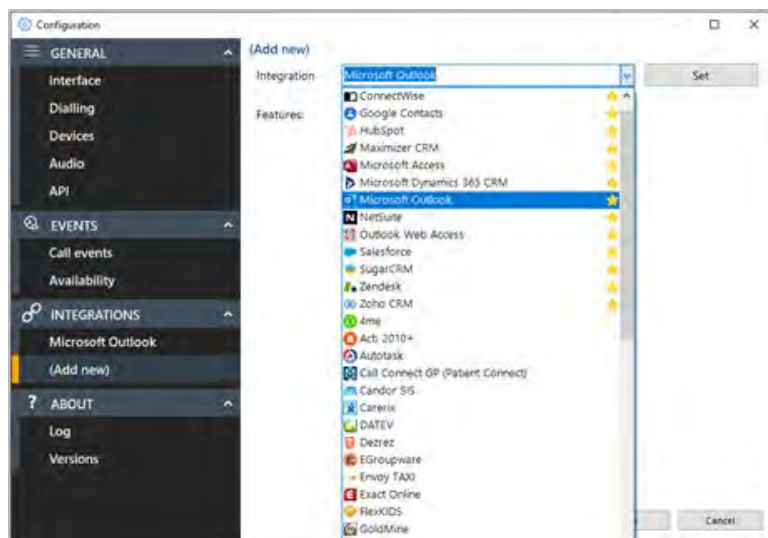 Configuration
GENERAL
Interface
Dialling
Devices
Audio
API
EVENTS
Call events
Availability
INTEGRATIONS
Microsoft Outlook
(Add new)
ABOUT
Log
Versions
(Add new)
Integration
Microsoft Outlook
Set
Features:
ConnectWise
Google Contacts
HubSpot
Maximizer CRM
Microsoft Access
Microsoft Dynamics 365 CRM
Microsoft Outlook
NetSuite
Outlook Web Access
Salesforce
SugarCRM
Zendesk
Zoho CRM
4me
Act! 2010+
Autotask
Call Connect GP (Patient Connect)
Candor SIS
Carerix
DATEV
Dezrez
EGroupware
Envoy TAXI
Exact Online
FlexKIDS
GoldMine
Cancel